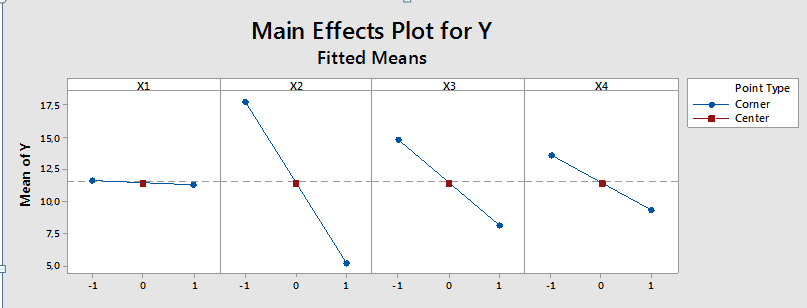 Main Effects Plot for Y
Fitted Means
X1 X2 X3 X4
Point Type
Corner
Center
Mean of Y
17.5
15.0
12.5
10.0
7.5
5.0
-1 0 1 -1 0 1 -1 0 1 -1 0 1